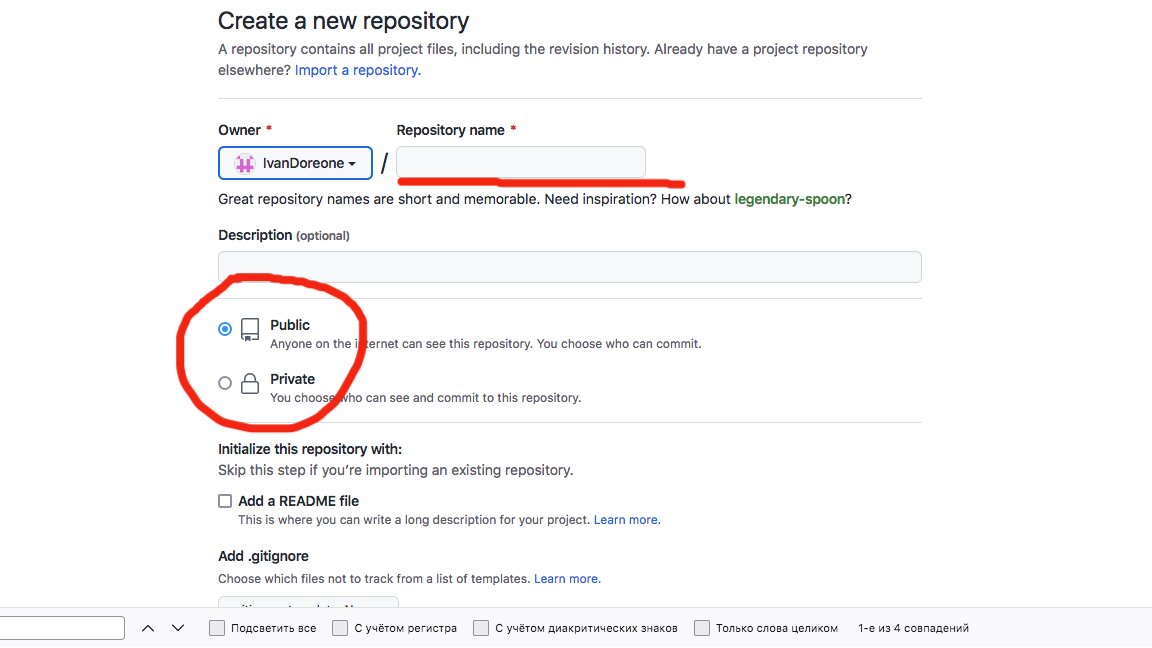 Create a new repository
A repository contains all project files, including the revision history. Already have a project repository
elsewhere? Import a repository.
Owner * Repository name *
IvanDoreone /
Great repository names are short and memorable. Need inspiration? How about legendary-spoon?
Description (optional)
Public
Anyone on the internet can see this repository. You choose who can commit.
Private
You choose who can see and commit to this repository.
Initialize this repository with:
Skip this step if you’re importing an existing repository.
Add a README file
This is where you can write a long description for your project. Learn more.
Add .gitignore
Choose which files not to track from a list of templates. Learn more.
Подсветить все С учётом регистра С учётом диакритических знаков Только слова целиком 1-е из 4 совпадений